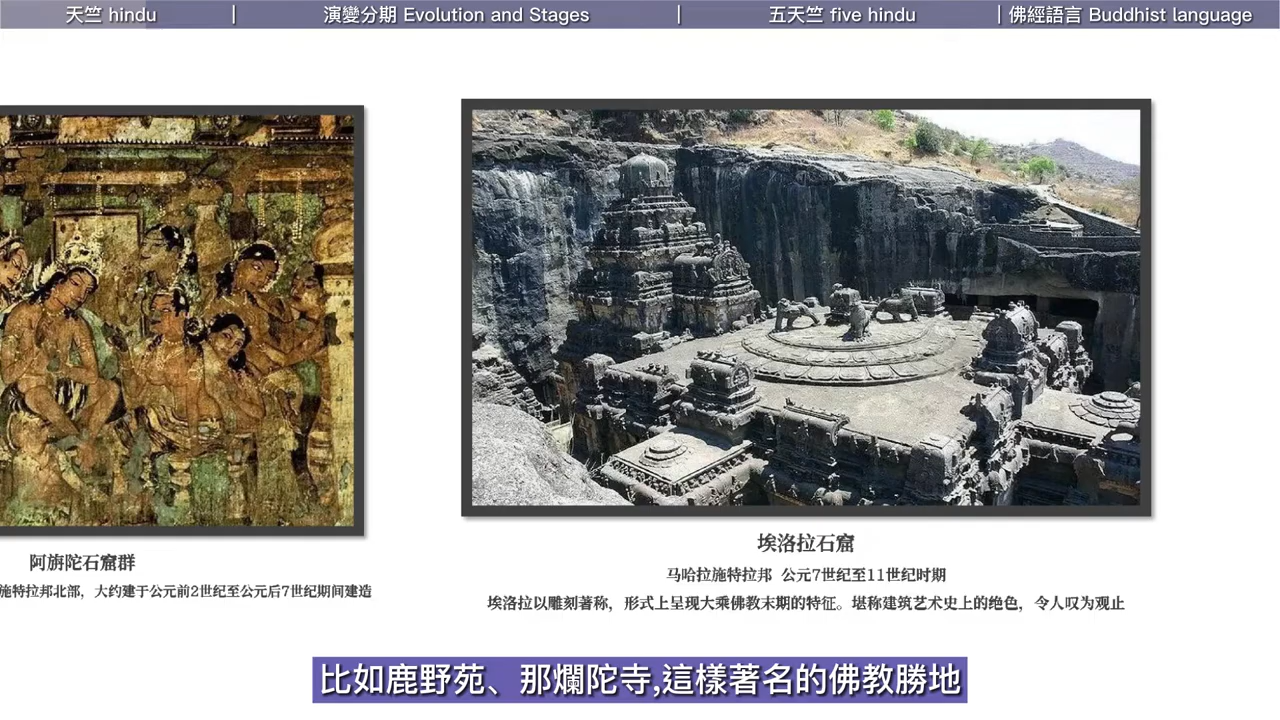 天竺 hindu | 演變分期 Evolution and Stages | 五天竺 five hindu | 佛經語言 Buddhist language
阿旃陀石窟群
施特拉邦北部，大约建于公元前2世纪至公元后7世纪期间建造
埃洛拉石窟
马哈拉施特拉邦 公元7世纪至11世纪时期
埃洛拉以雕刻著称，形式上呈现大乘佛教末期的特征。堪称建筑艺术史上的绝色，令人叹为观止
比如鹿野苑、那爛陀寺,這樣著名的佛教勝地